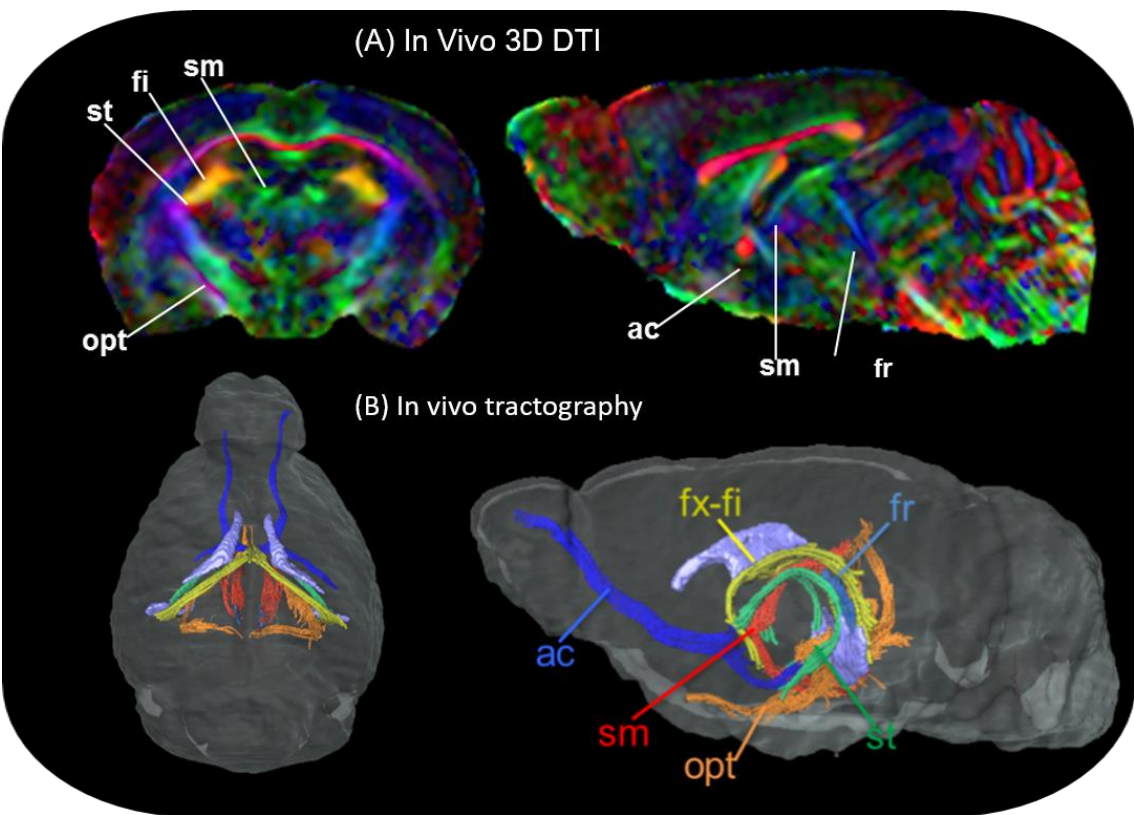 (A) In Vivo 3D DTI
sm
fi
st
opt
ac
sm
fr
(B) In vivo tractography
fx-fi
fr
ac
sm
st
opt